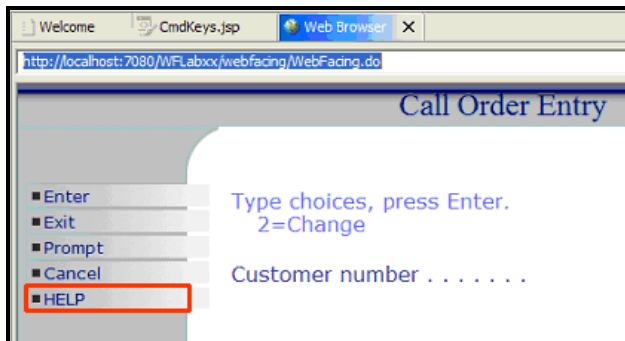 Welcome CmdKeys.jsp Web Browser
http://localhost:7080/WFLabxx/webfacing/WebFacing.do
Call Order Entry
Enter
Exit
Prompt
Cancel
HELP
Type choices, press Enter.
2=Change
Customer number . . . . . . .